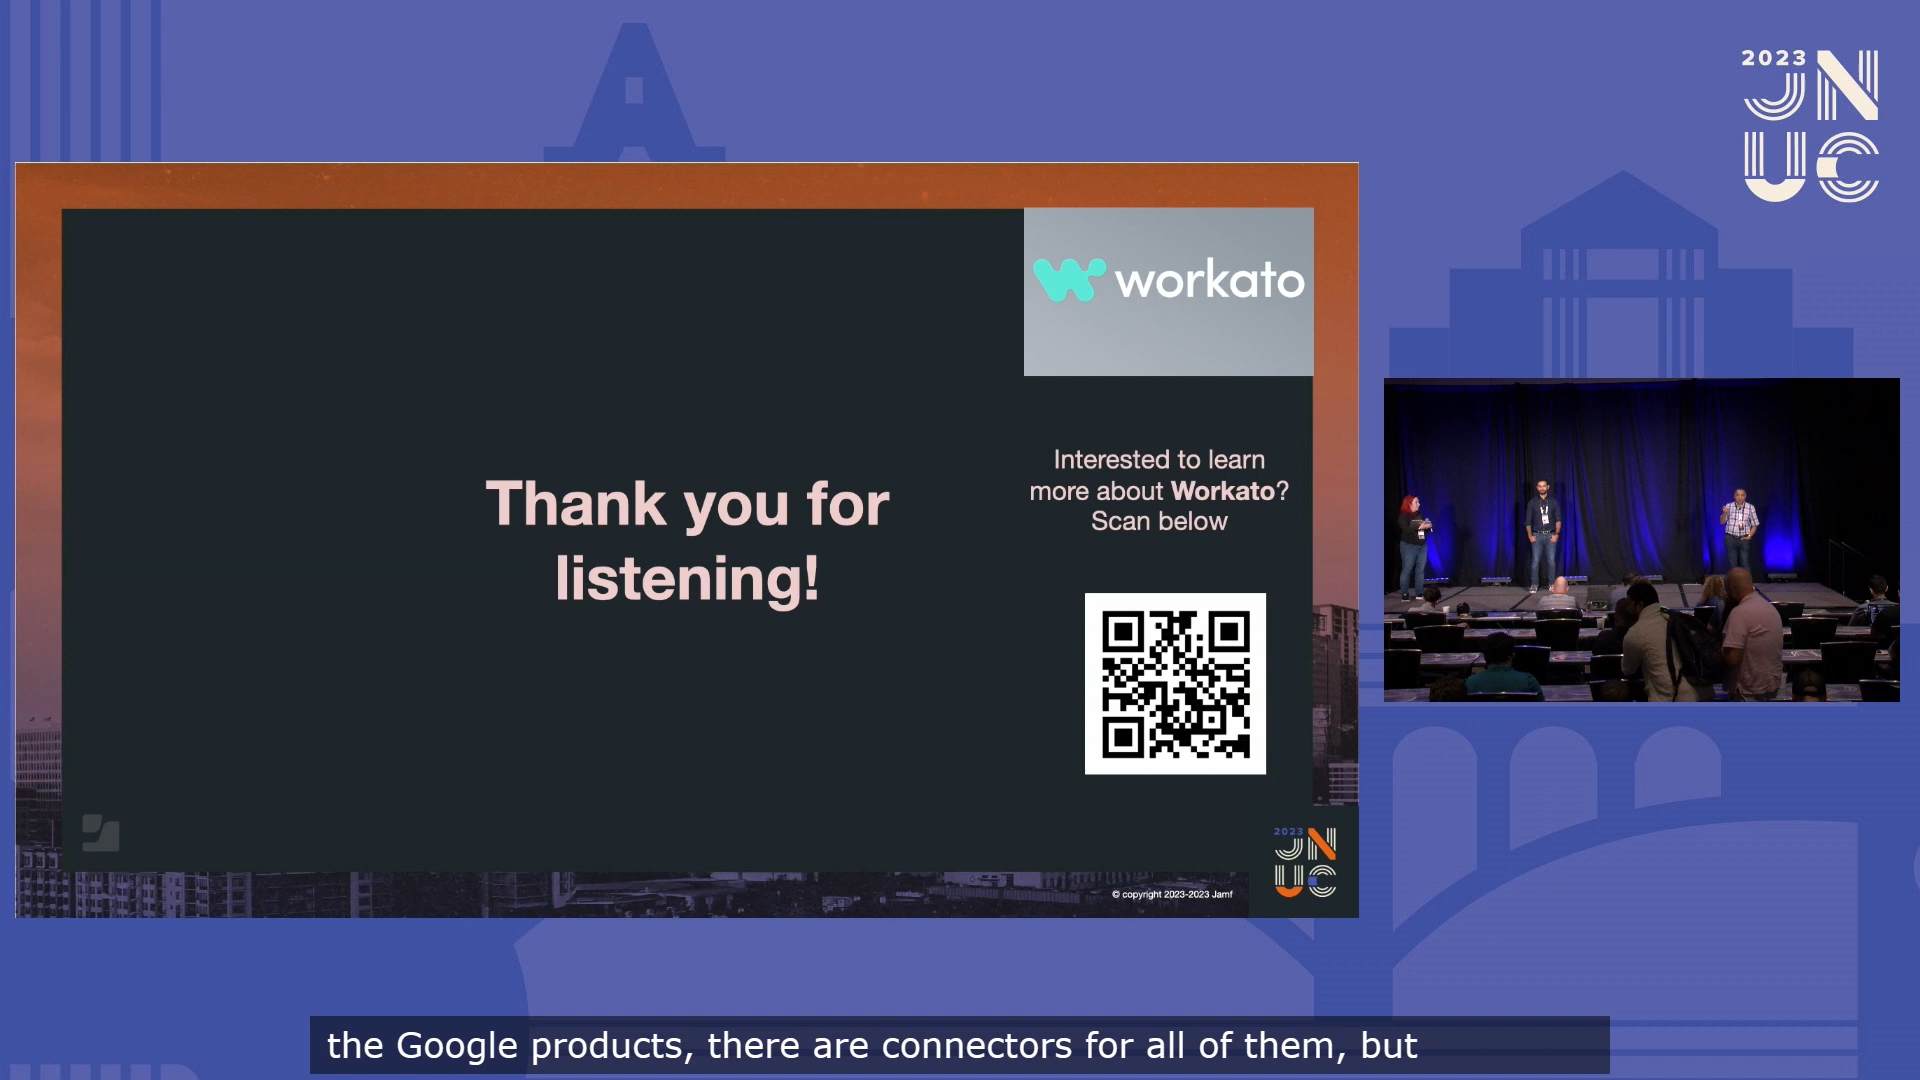 2023
JN
UC
workato
Interested to learn
more about Workato?
Scan below
Thank you for
listening!
2023
JN
UC
© copyright 2023-2023 Jamf
the Google products, there are connectors for all of them, but